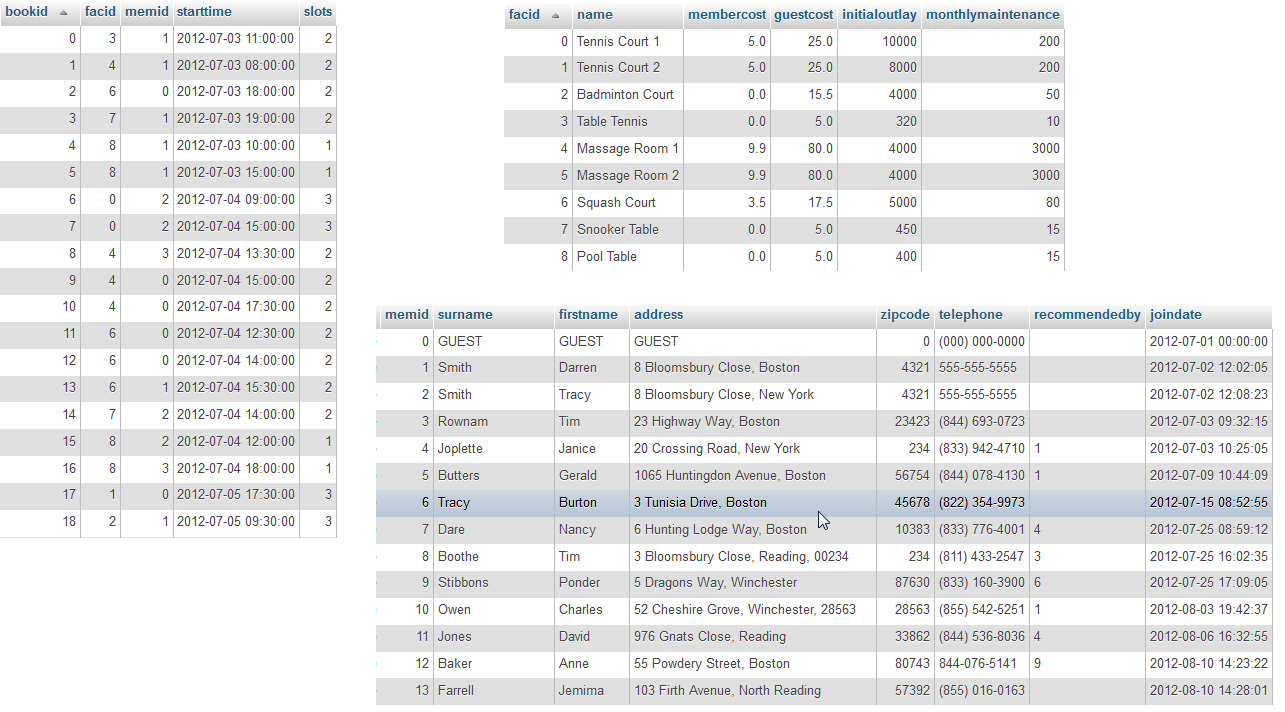 bookid facid memid starttime slots
0 3 1 2012-07-03 11:00:00 2
1 4 1 2012-07-03 08:00:00 2
2 6 0 2012-07-03 18:00:00 2
3 7 1 2012-07-03 19:00:00 2
4 8 1 2012-07-03 10:00:00 1
5 8 1 2012-07-03 15:00:00 1
6 0 2 2012-07-04 09:00:00 3
7 0 2 2012-07-04 15:00:00 3
8 4 3 2012-07-04 13:30:00 2
9 4 0 2012-07-04 15:00:00 2
10 4 0 2012-07-04 17:30:00 2
11 6 0 2012-07-04 12:30:00 2
12 6 0 2012-07-04 14:00:00 2
13 6 1 2012-07-04 15:30:00 2
14 7 2 2012-07-04 14:00:00 2
15 8 2 2012-07-04 12:00:00 1
16 8 3 2012-07-04 18:00:00 1
17 1 0 2012-07-05 17:30:00 3
18 2 1 2012-07-05 09:30:00 3
facid name membercost guestcost initialoutlay monthlymaintenance
0 Tennis Court 1 5.0 25.0 10000 200
1 Tennis Court 2 5.0 25.0 8000 200
2 Badminton Court 0.0 15.5 4000 50
3 Table Tennis 0.0 5.0 320 10
4 Massage Room 1 9.9 80.0 4000 3000
5 Massage Room 2 9.9 80.0 4000 3000
6 Squash Court 3.5 17.5 5000 80
7 Snooker Table 0.0 5.0 450 15
8 Pool Table 0.0 5.0 400 15
memid surname firstname address zipcode telephone recommendedby joindate
0 GUEST GUEST GUEST 0 (000) 000-0000 2012-07-01 00:00:00
1 Smith Darren 8 Bloomsbury Close, Boston 4321 555-555-5555 2012-07-02 12:02:05
2 Smith Tracy 8 Bloomsbury Close, New York 4321 555-555-5555 2012-07-02 12:08:23
3 Rownam Tim 23 Highway Way, Boston 23423 (844) 693-0723 2012-07-03 09:32:15
4 Joplette Janice 20 Crossing Road, New York 234 (833) 942-4710 1 2012-07-03 10:25:05
5 Butters Gerald 1065 Huntingdon Avenue, Boston 56754 (844) 078-4130 1 2012-07-09 10:44:09
6 Tracy Burton 3 Tunisia Drive, Boston 45678 (822) 354-9973 2012-07-15 08:52:55
7 Dare Nancy 6 Hunting Lodge Way, Boston 10383 (833) 776-4001 4 2012-07-25 08:59:12
8 Boothe Tim 3 Bloomsbury Close, Reading, 00234 234 (811) 433-2547 3 2012-07-25 16:02:35
9 Stibbons Ponder 5 Dragons Way, Winchester 87630 (833) 160-3900 6 2012-07-25 17:09:05
10 Owen Charles 52 Cheshire Grove, Winchester, 28563 28563 (855) 542-5251 1 2012-08-03 19:42:37
11 Jones David 976 Gnats Close, Reading 33862 (844) 536-8036 4 2012-08-06 16:32:55
12 Baker Anne 55 Powdery Street, Boston 80743 844-076-5141 9 2012-08-10 14:23:22
13 Farrell Jemima 103 Firth Avenue, North Reading 57392 (855) 016-0163 2012-08-10 14:28:01